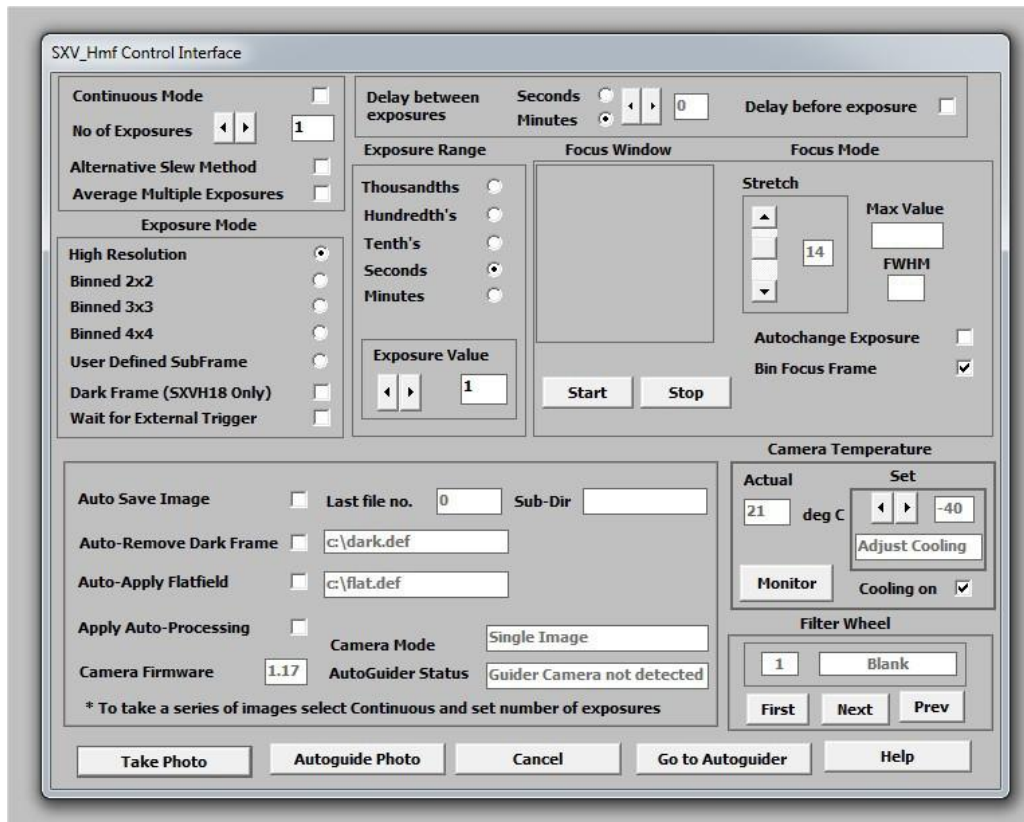 SXV_Hmf Control Interface
Continuous Mode
No of Exposures 1
Alternative Slew Method
Average Multiple Exposures
Delay between
exposures
Seconds
Minutes
0
Delay before exposure
Exposure Mode
High Resolution
Binned 2x2
Binned 3x3
Binned 4x4
User Defined SubFrame
Dark Frame (SXVH18 Only)
Wait for External Trigger
Exposure Range
Thousandths
Hundredth's
Tenth's
Seconds
Minutes
Exposure Value
1
Focus Window
Start Stop
Focus Mode
Stretch
14
Max Value
FWHM
Autochange Exposure
Bin Focus Frame
Auto Save Image Last file no. 0 Sub-Dir
Auto-Remove Dark Frame c:\dark.def
Auto-Apply Flatfield c:\flat.def
Apply Auto-Processing
Camera Mode Single Image
Camera Firmware 1.17 AutoGuider Status Guider Camera not detected
* To take a series of images select Continuous and set number of exposures
Camera Temperature
Actual Set
21 deg C -40
Adjust Cooling
Monitor Cooling on
Filter Wheel
1 Blank
First Next Prev
Take Photo Autoguide Photo Cancel Go to Autoguider Help